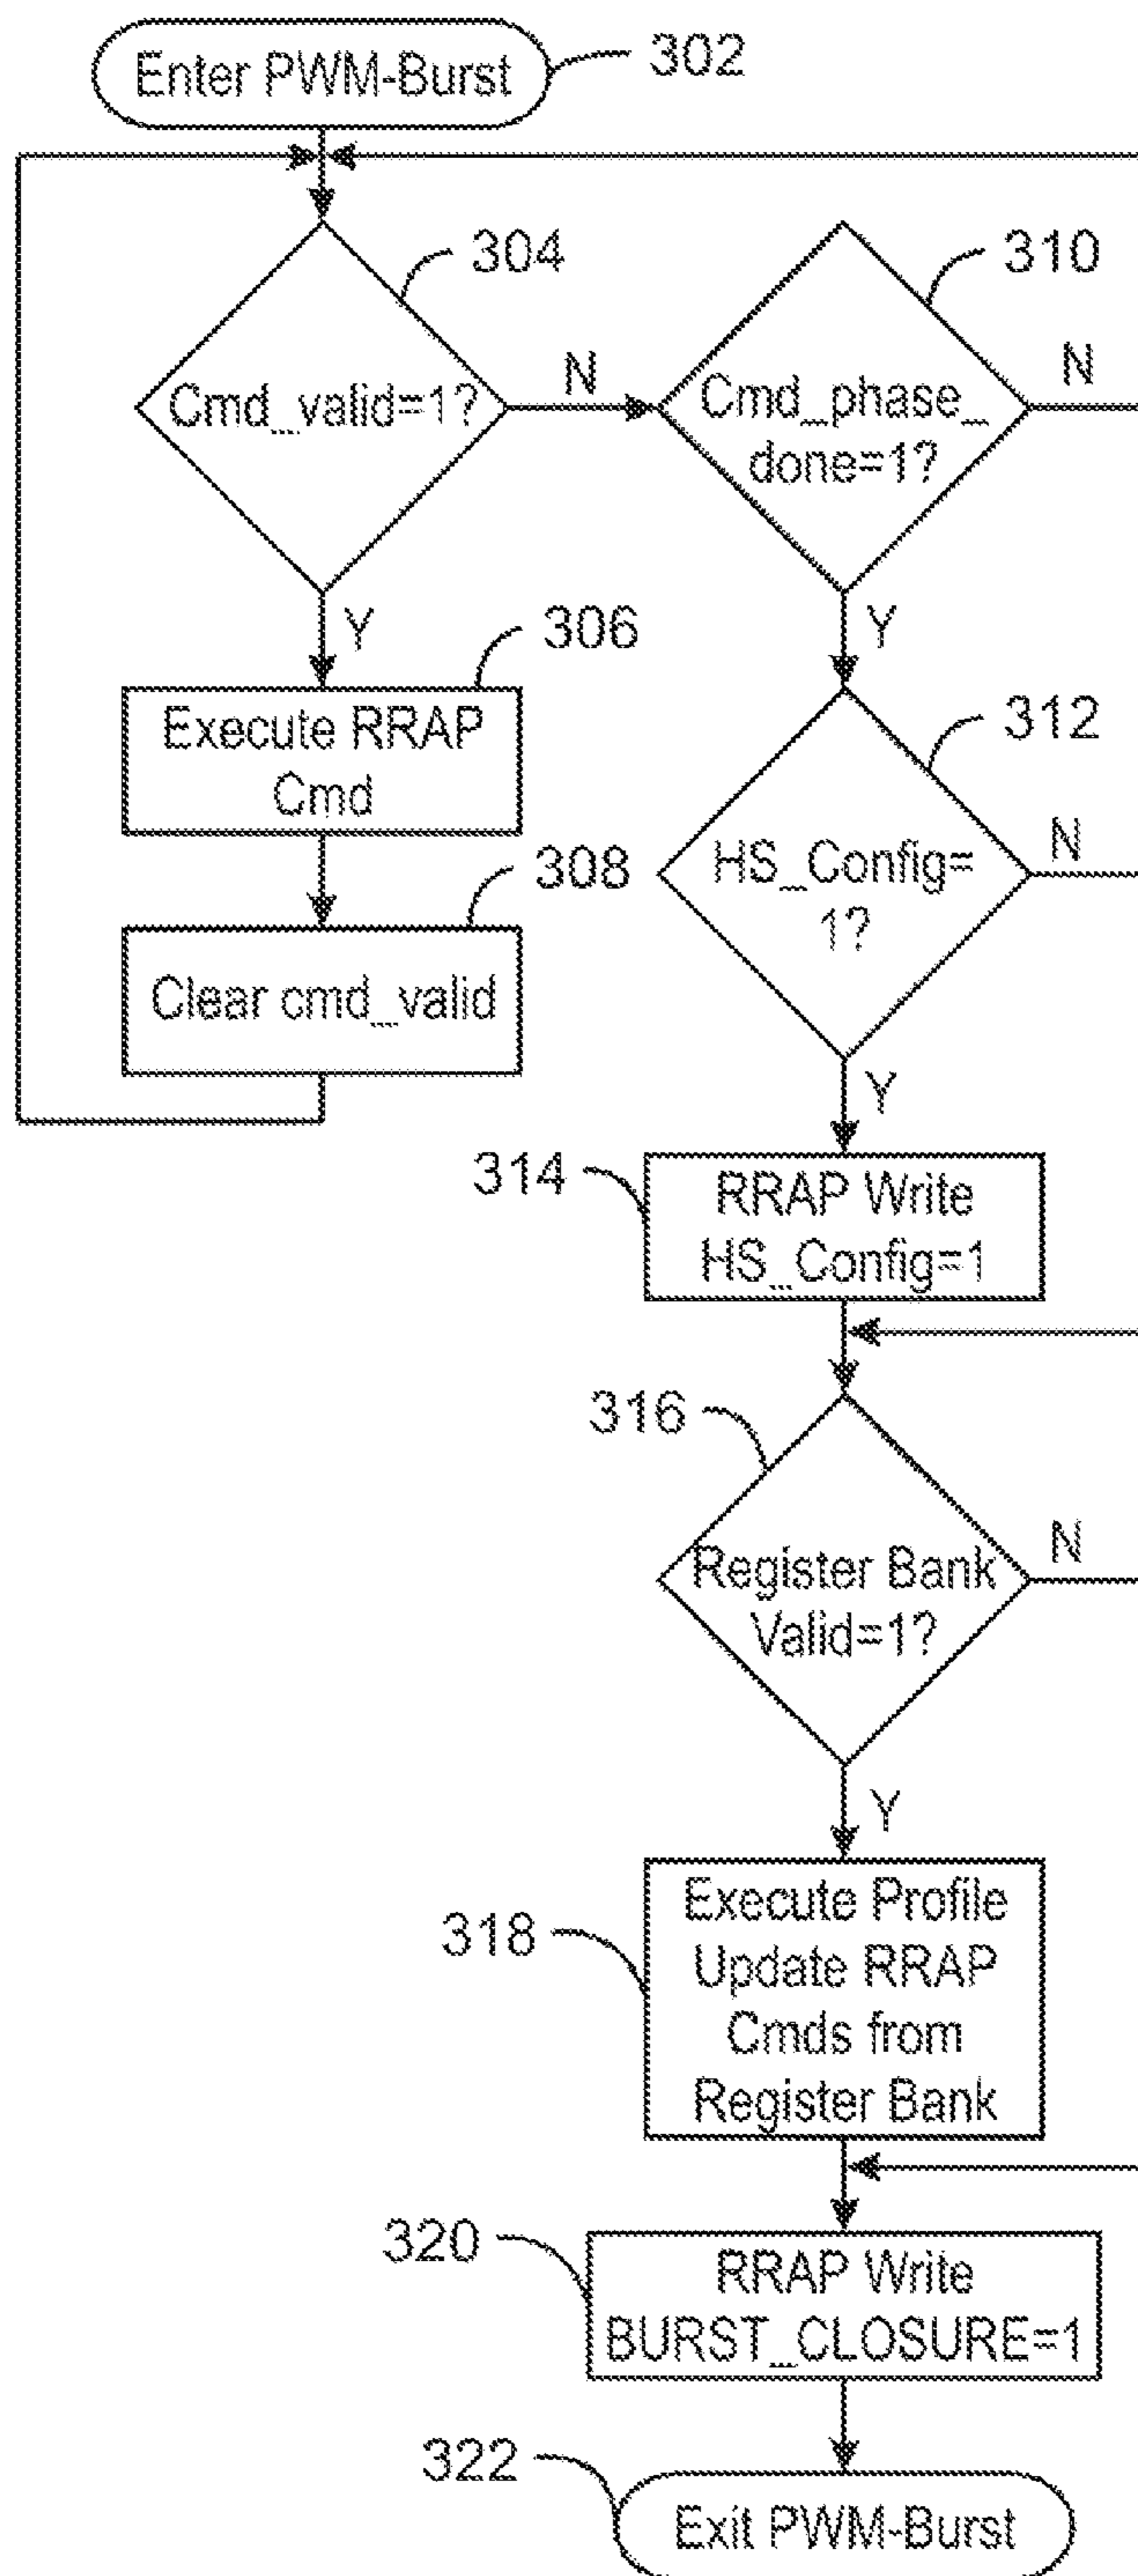 Enter PWM-Burst
302
304
Cmd_valid=1?
N
310
Cmd_phase_
done=1?
N
Y
306
Execute RRAP
Cmd
308
Clear cmd_valid
Y
312
HS_Config=
1?
N
Y
314
RRAP Write
HS_Config=1
316
Register Bank
Valid=1?
N
Y
318
Execute Profile
Update RRAP
Cmds from
Register Bank
320
RRAP Write
BURST_CLOSURE=1
322
Exit PWM-Burst